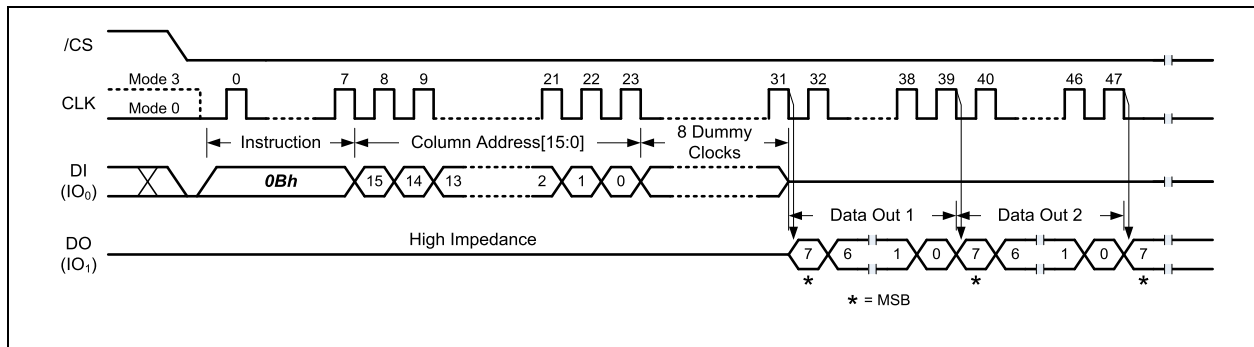 /CS
Mode 3
0 7 8 9 21 22 23 31 32 38 39 40 46 47
CLK
Mode 0
Instruction
Column Address[15:0]
8 Dummy
Clocks
DI
(IO0)
0Bh
15 14 13 2 1 0
Data Out 1
Data Out 2
High Impedance
DO
(IO1)
7 6 1 0 7 6 1 0 7
* * *
* = MSB